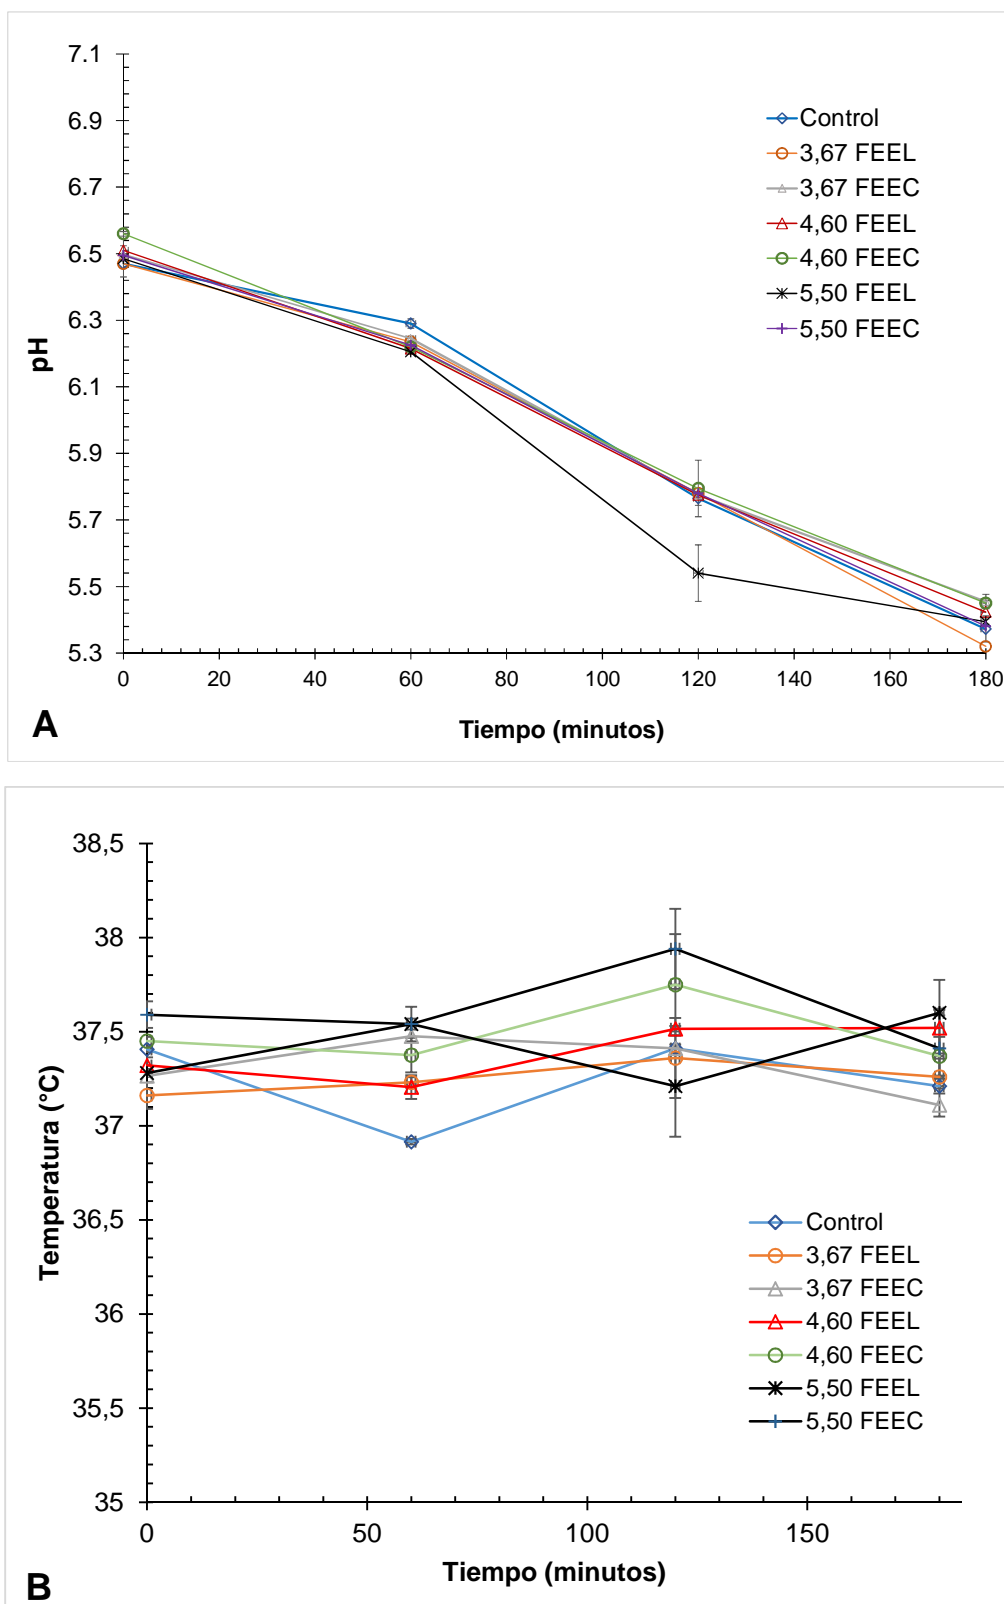 7.1
6.9
6.7
6.5
6.3
6.1
5.9
5.7
5.5
5.3
pH
Control
3,67 FEEL
3,67 FEEC
4,60 FEEL
4,60 FEEC
5,50 FEEL
5,50 FEEC
0 20 40 60 80 100 120 140 160 180
Tiempo (minutos)
A
38,5
38
37,5
37
36,5
36
35,5
35
Temperatura (°C)
Control
3,67 FEEL
3,67 FEEC
4,60 FEEL
4,60 FEEC
5,50 FEEL
5,50 FEEC
0 50 100 150
Tiempo (minutos)
B